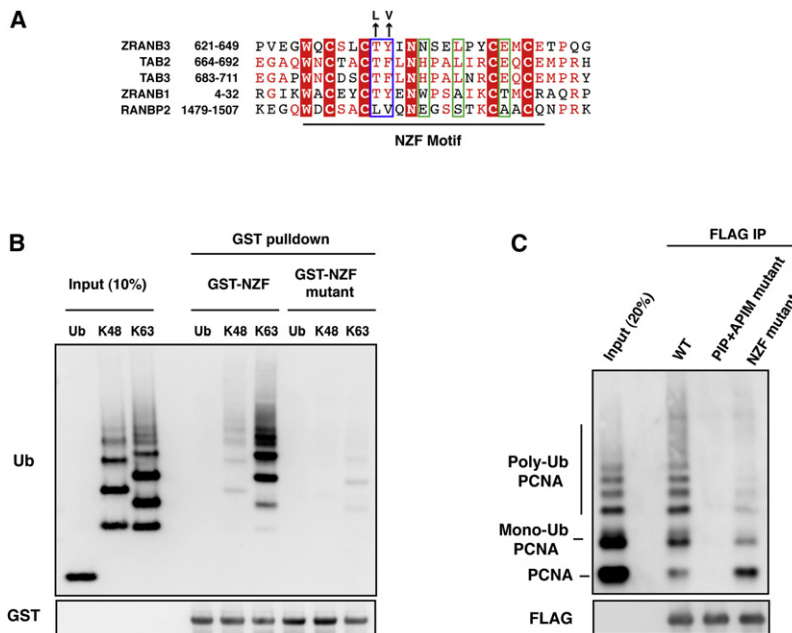 A
L V
ZRANB3 621-649 PVEGWQCSLCTYINNSELPYCEMCETPQG
TAB2 664-692 EGAQWNCTACTFLNHPALIRCEQCEMPRH
TAB3 683-711 EGAPWNCDSCTFLNHPALNRCEQCEMPRY
ZRANB1 4-32 RGIKWACEYCTYENWPSAIKCTMCRAQRP
RANBP2 1479-1507 KEGQWDCSACLVQNEGSSTKCAACQNPRK
NZF Motif
B
GST pulldown
Input (10%) GST-NZF GST-NZF mutant
Ub K48 K63 Ub K48 K63 Ub K48 K63
Ub
GST
C
FLAG IP
Input (20%) WT PIP+APIM mutant NZF mutant
Poly-Ub
PCNA
Mono-Ub
PCNA
PCNA
FLAG